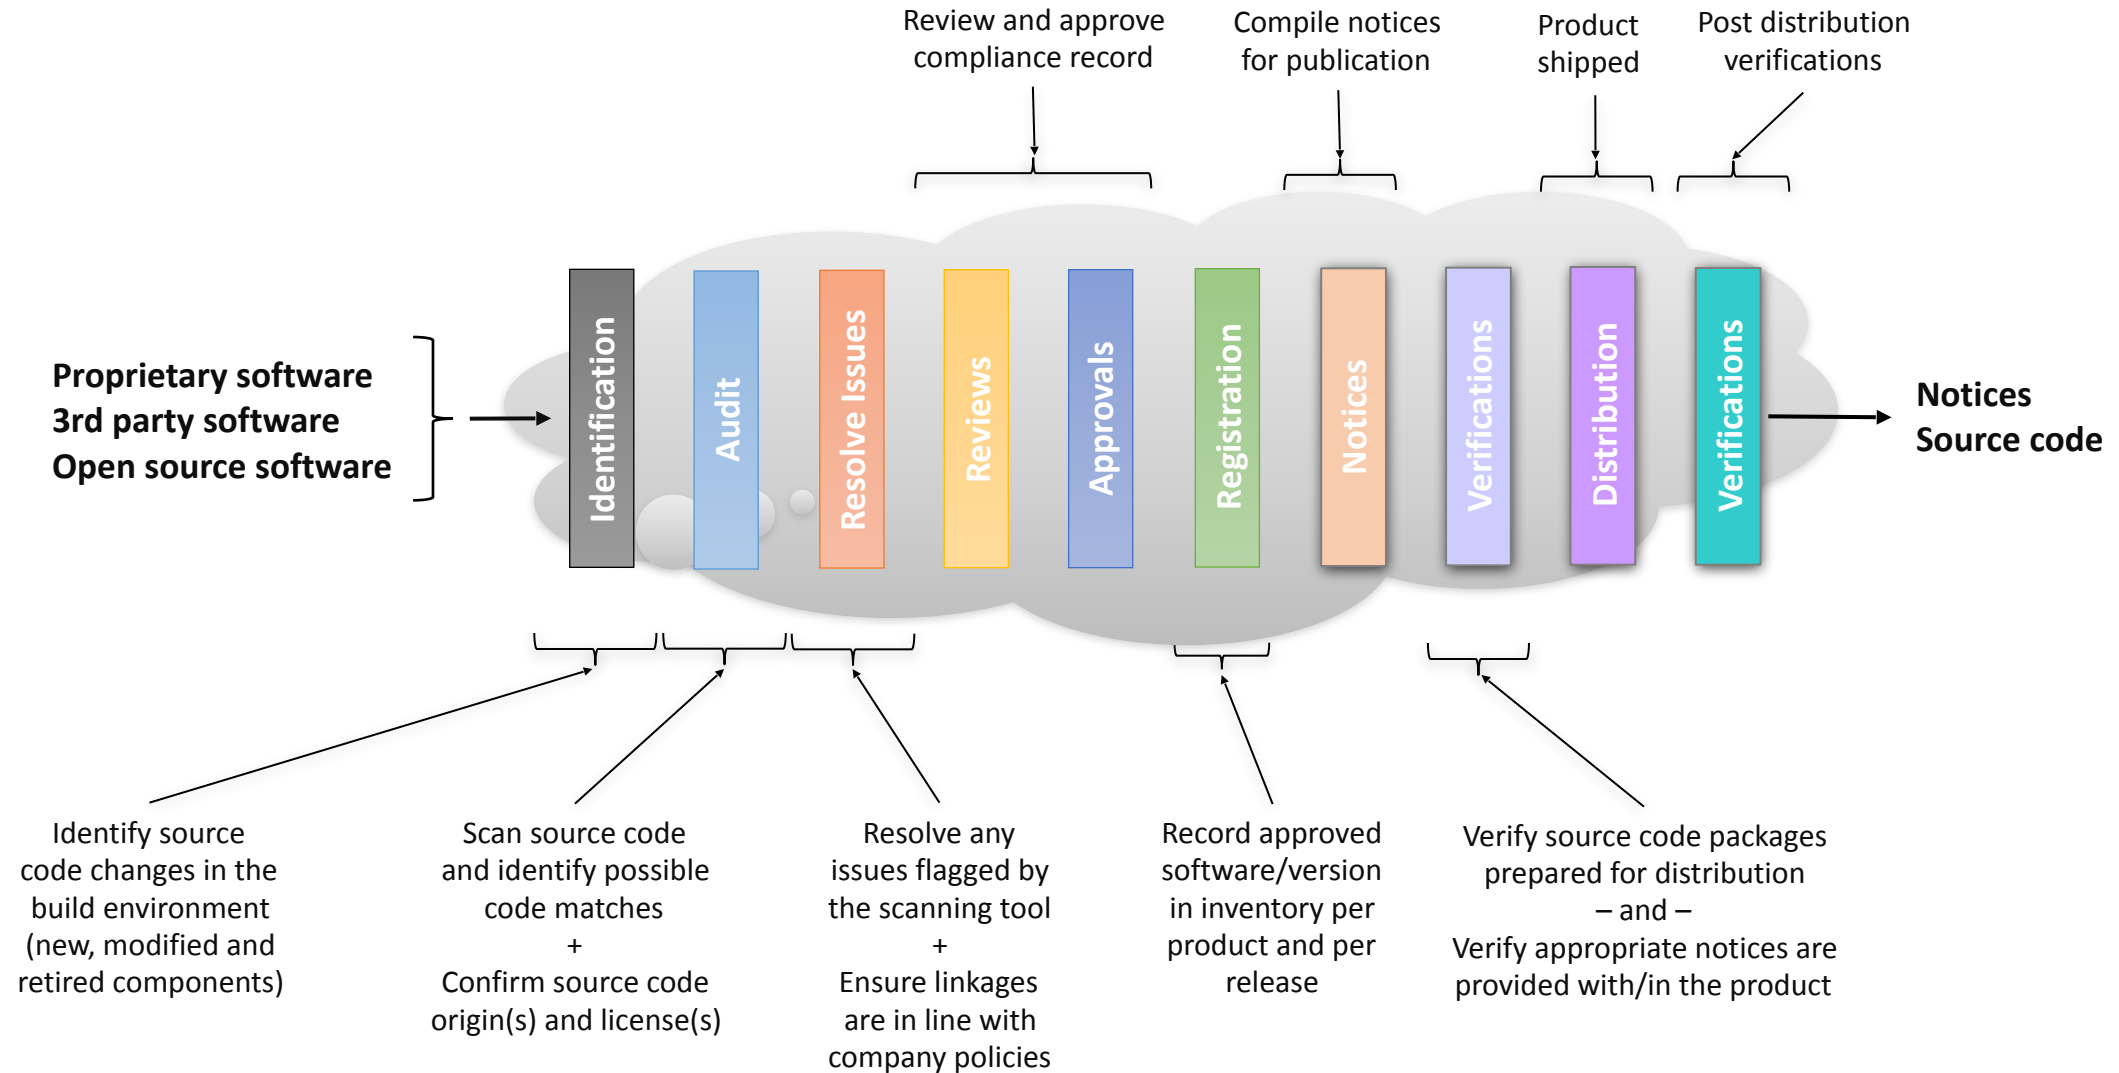 Review and approve
compliance record
Compile notices
for publication
Product
shipped
Post distribution
verifications
Proprietary software
3rd party software
Open source software
Identification
Audit
Resolve Issues
Reviews
Approvals
Registration
Notices
Verifications
Distribution
Verifications
Notices
Source code
Identify source
code changes in the
build environment
(new, modified and
retired components)
Scan source code
and identify possible
code matches
+
Confirm source code
origin(s) and license(s)
Resolve any
issues flagged by
the scanning tool
+
Ensure linkages
are in line with
company policies
Record approved
software/version
in inventory per
product and per
release
Verify source code packages
prepared for distribution
– and –
Verify appropriate notices are
provided with/in the product